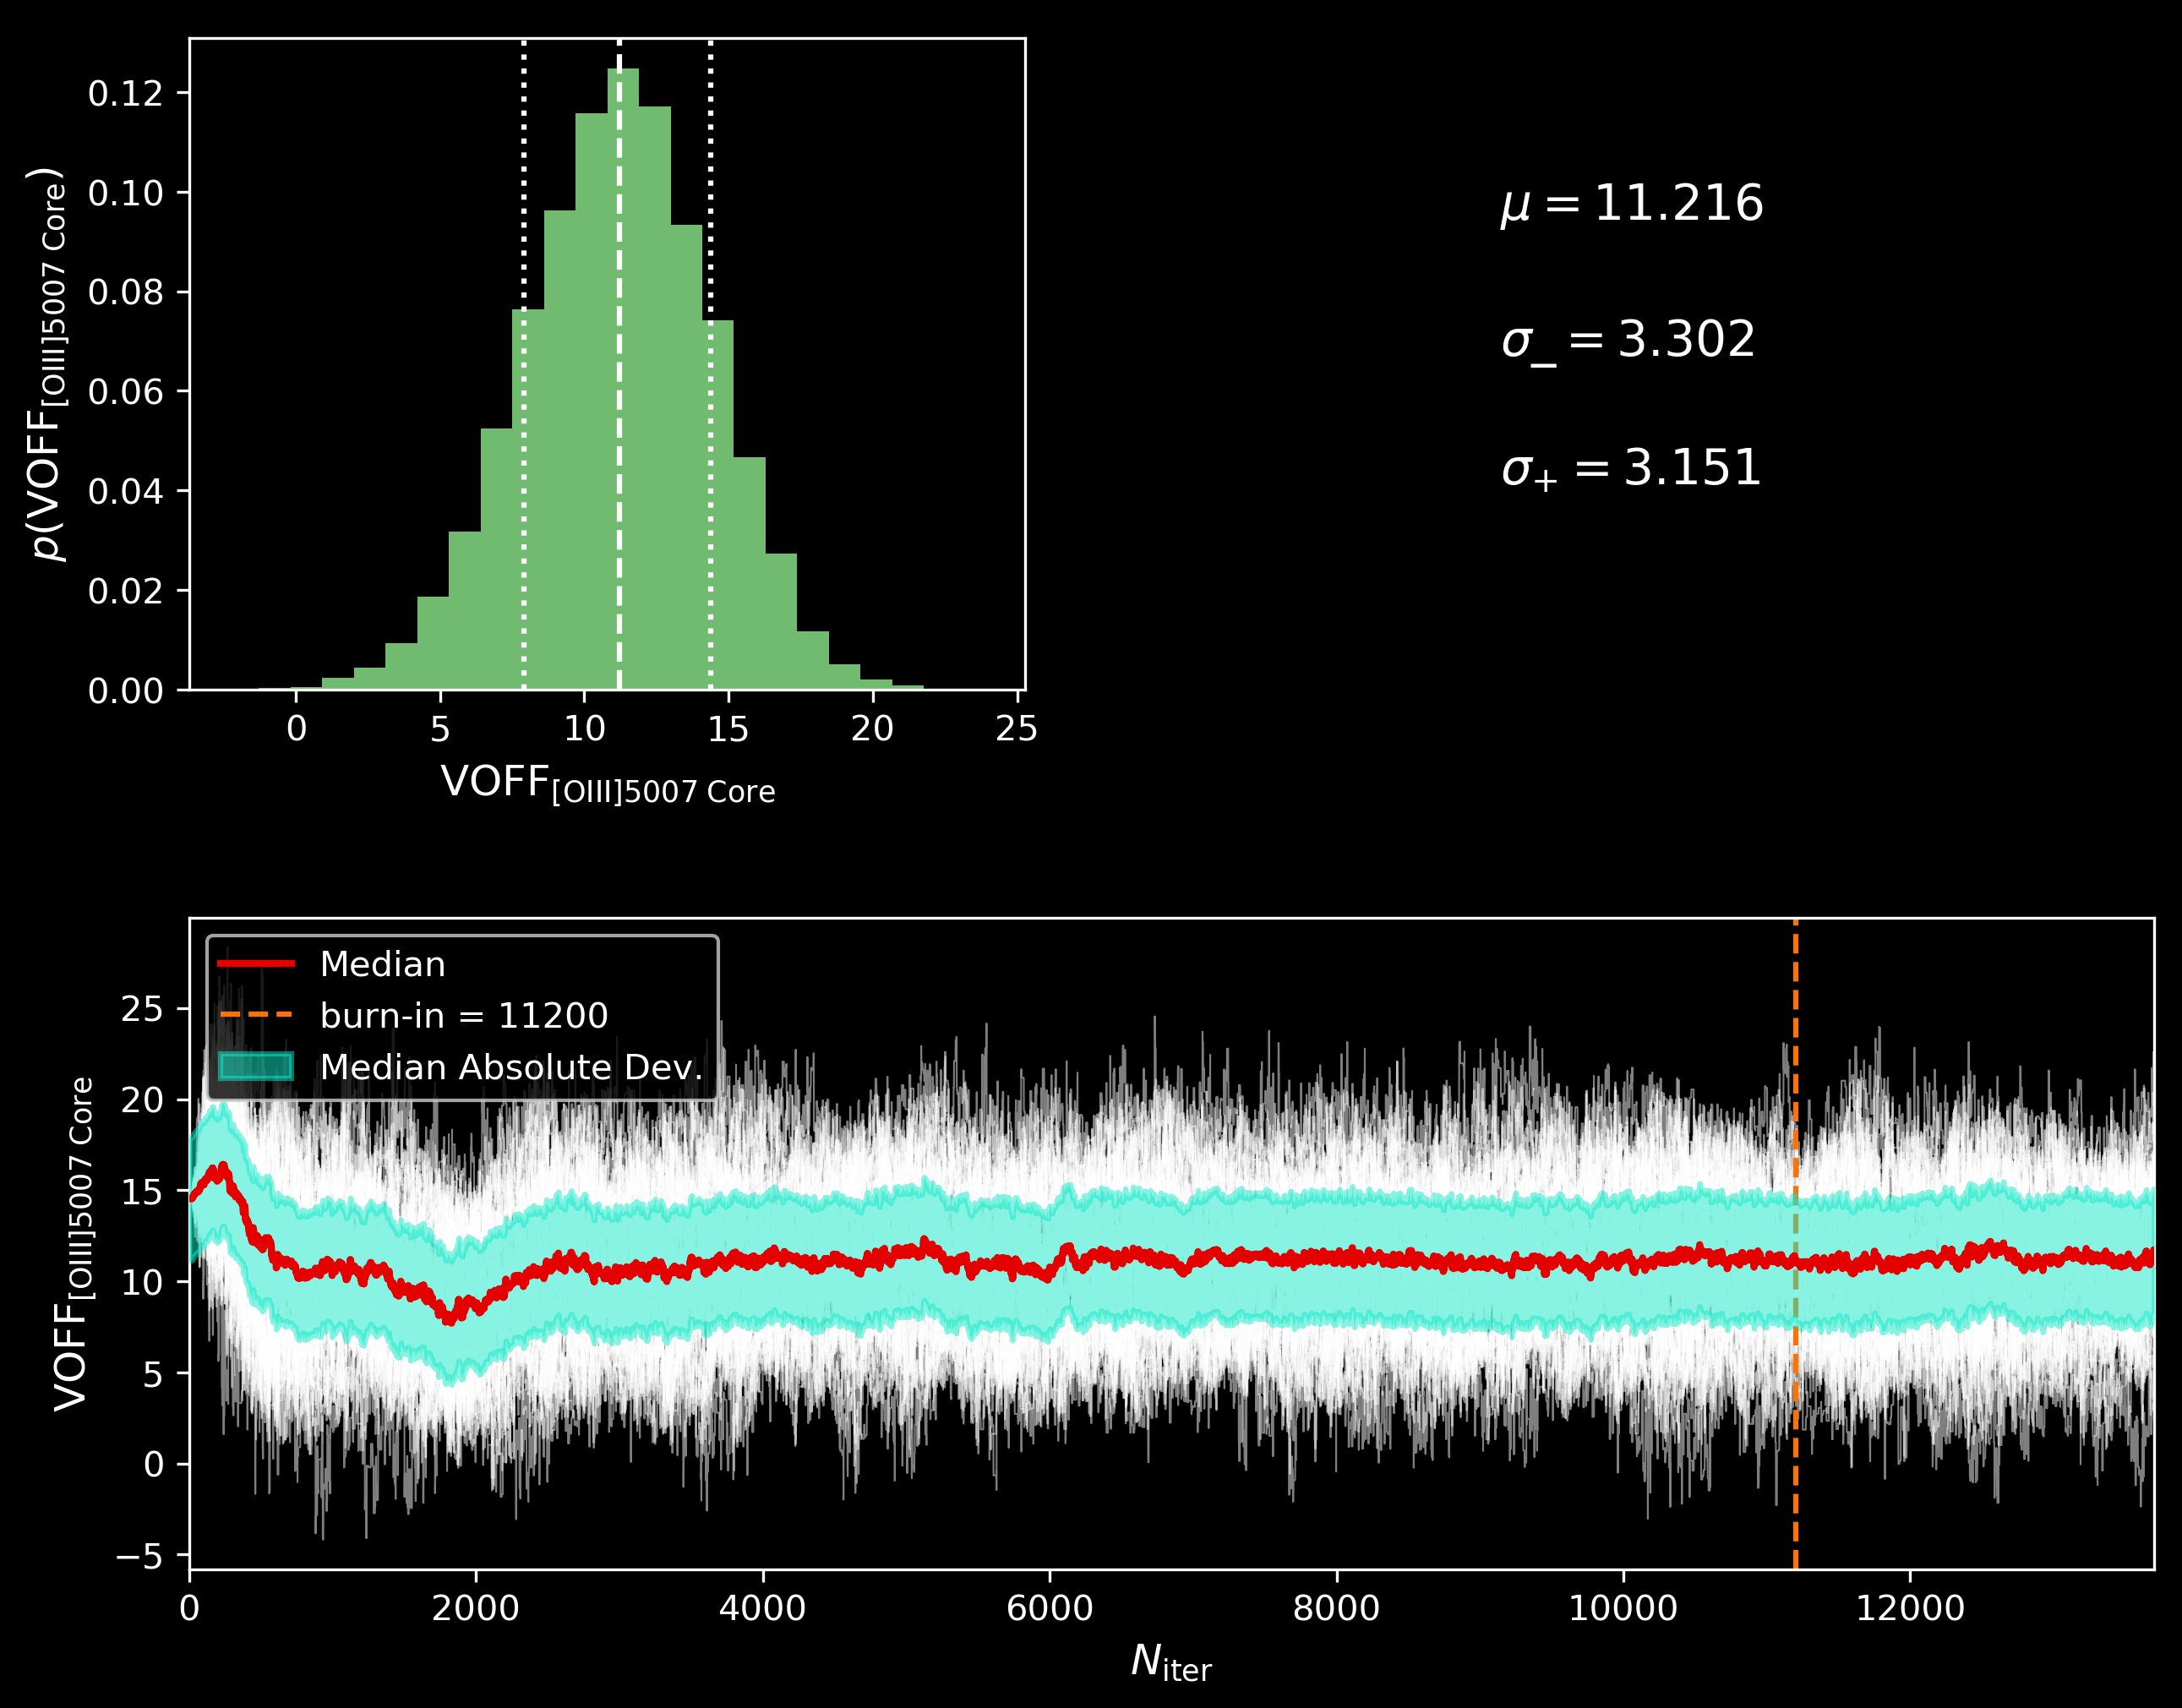 p(VOFF[OIII]5007 Core)
0.12
0.10
0.08
0.06
0.04
0.02
0.00
0 5 10 15 20 25
VOFF[OIII]5007 Core
μ = 11.216
σ− = 3.302
σ+ = 3.151
VOFF[OIII]5007 Core
Median
burn-in = 11200
Median Absolute Dev.
25
20
15
10
5
0
−5
0 2000 4000 6000 8000 10000 12000
Niter